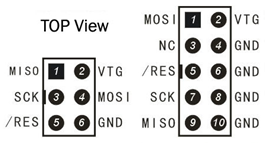 TOP View
MISO 1 2 VTG
SCK 3 4 MOSI
/RES 5 6 GND
MOSI 1 2 VTG
NC 3 4 GND
/RES 5 6 GND
SCK 7 8 GND
MISO 9 10 GND